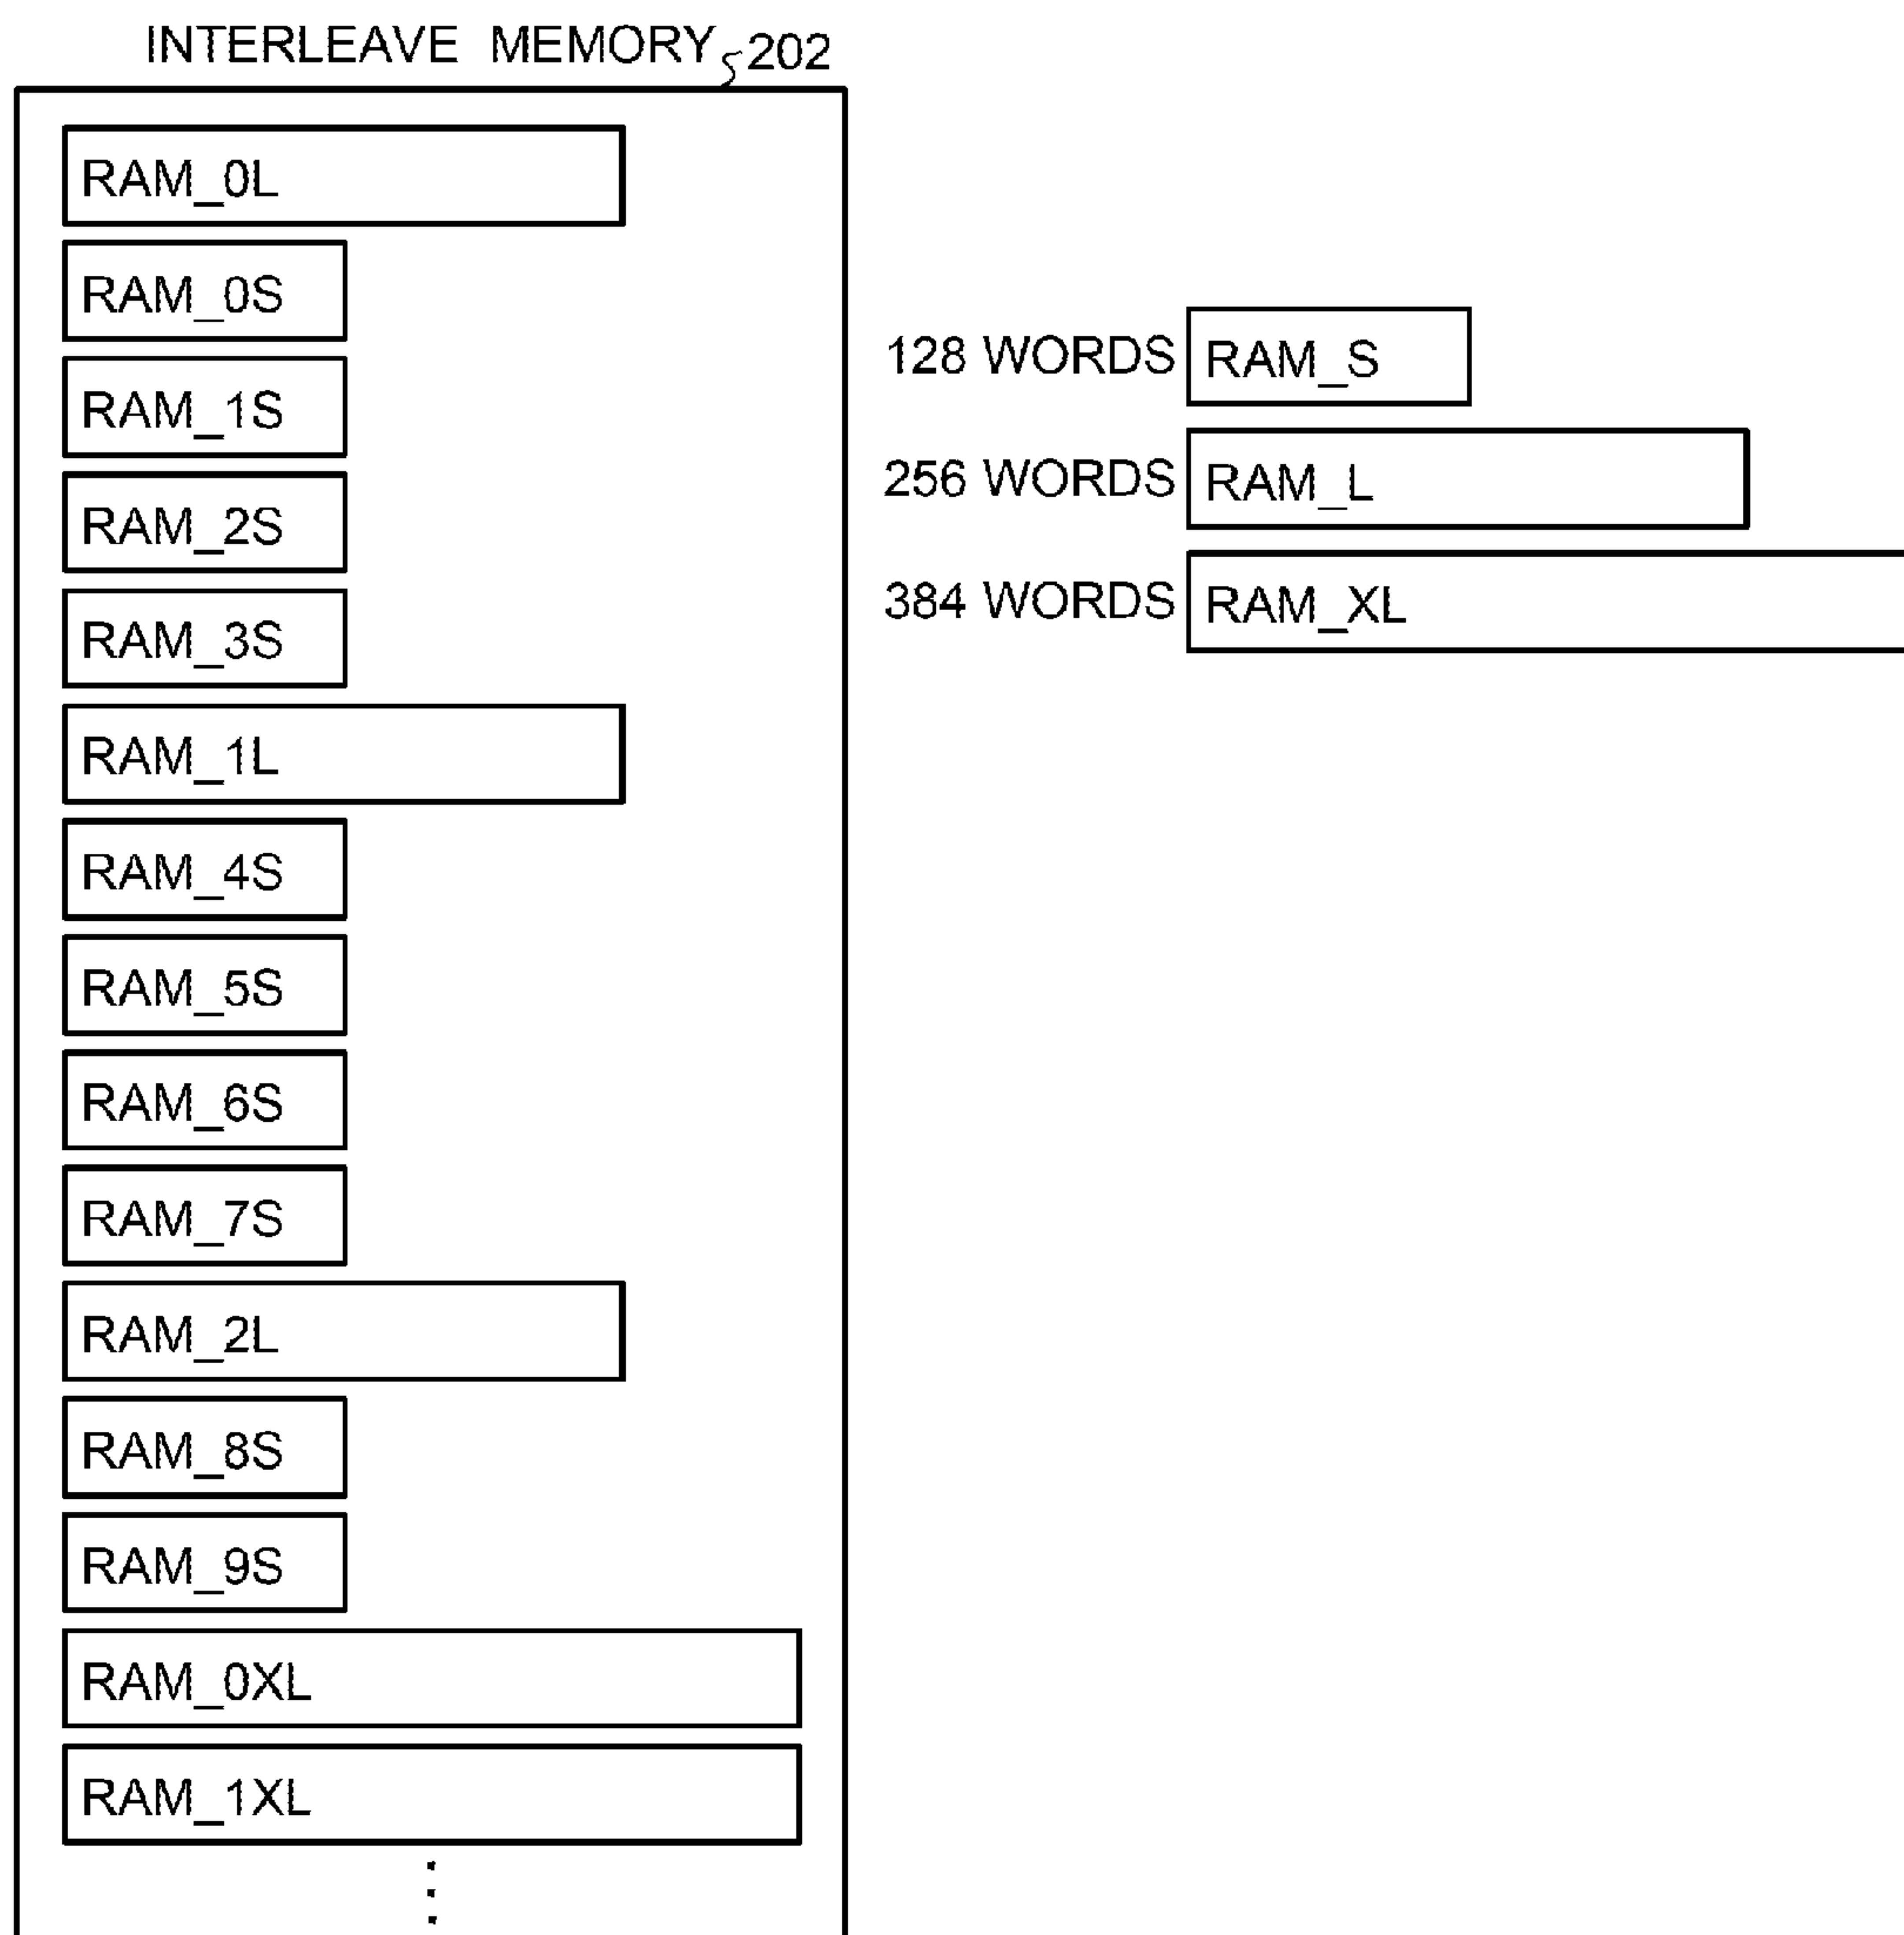 INTERLEAVE MEMORY 202
RAM_0L
RAM_0S
RAM_1S
RAM_2S
RAM_3S
RAM_1L
RAM_4S
RAM_5S
RAM_6S
RAM_7S
RAM_2L
RAM_8S
RAM_9S
RAM_0XL
RAM_1XL
128 WORDS RAM_S
256 WORDS RAM_L
384 WORDS RAM_XL